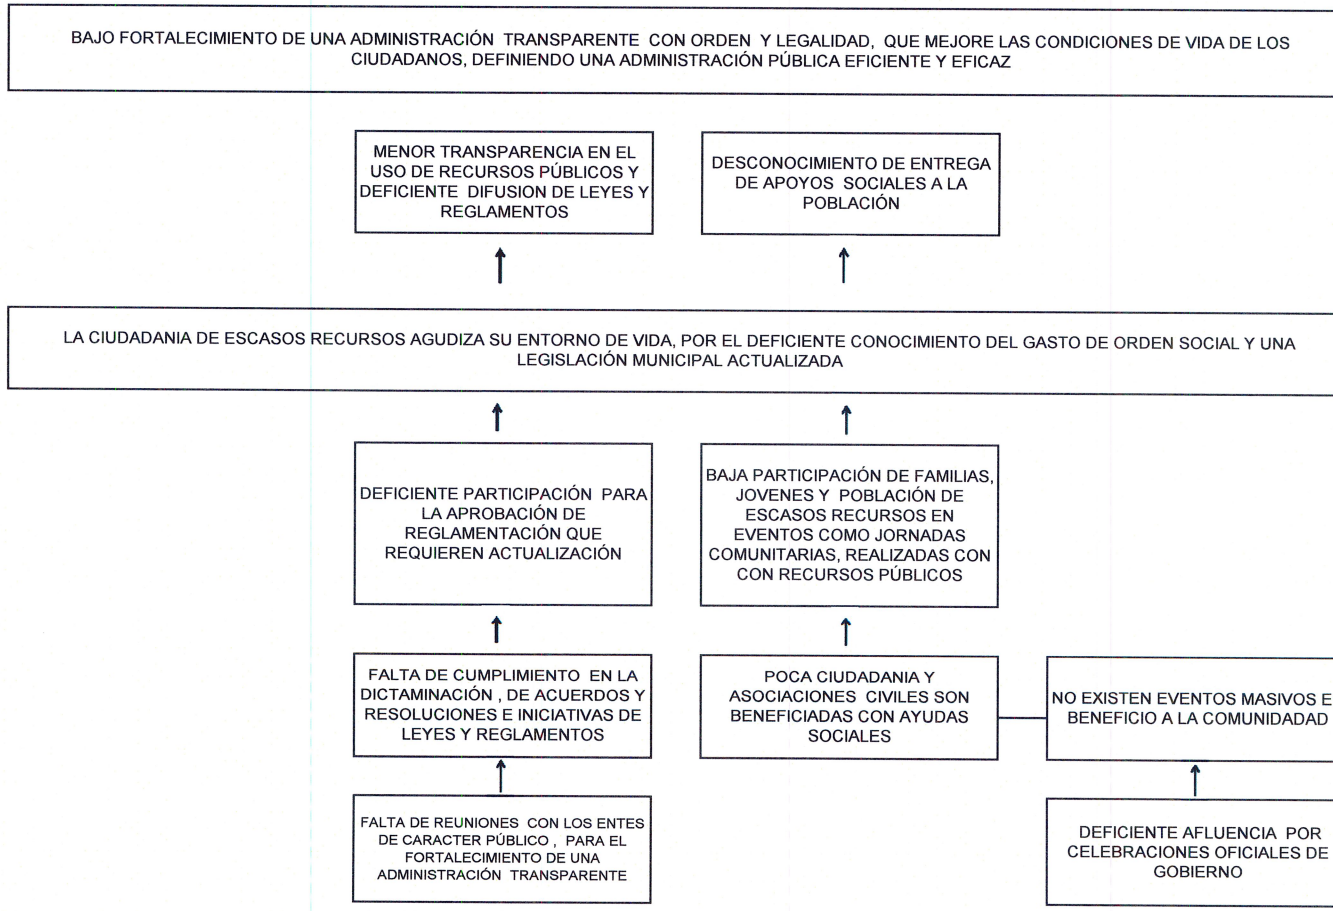 BAJO FORTALECIMIENTO DE UNA ADMINISTRACIÓN TRANSPARENTE CON ORDEN Y LEGALIDAD, QUE MEJORE LAS CONDICIONES DE VIDA DE LOS
CIUDADANOS, DEFINIENDO UNA ADMINISTRACIÓN PÚBLICA EFICIENTE Y EFICAZ
MENOR TRANSPARENCIA EN EL
USO DE RECURSOS PÚBLICOS Y
DEFICIENTE DIFUSION DE LEYES Y
REGLAMENTOS
DESCONOCIMIENTO DE ENTREGA
DE APOYOS SOCIALES A LA
POBLACIÓN
LA CIUDADANIA DE ESCASOS RECURSOS AGUDIZA SU ENTORNO DE VIDA, POR EL DEFICIENTE CONOCIMIENTO DEL GASTO DE ORDEN SOCIAL Y UNA
LEGISLACIÓN MUNICIPAL ACTUALIZADA
DEFICIENTE PARTICIPACIÓN PARA
LA APROBACIÓN DE
REGLAMENTACIÓN QUE
REQUIEREN ACTUALIZACIÓN
BAJA PARTICIPACIÓN DE FAMILIAS,
JOVENES Y POBLACIÓN DE
ESCASOS RECURSOS EN
EVENTOS COMO JORNADAS
COMUNITARIAS, REALIZADAS CON
CON RECURSOS PÚBLICOS
FALTA DE CUMPLIMIENTO EN LA
DICTAMINACIÓN , DE ACUERDOS Y
RESOLUCIONES E INICIATIVAS DE
LEYES Y REGLAMENTOS
POCA CIUDADANIA Y
ASOCIACIONES CIVILES SON
BENEFICIADAS CON AYUDAS
SOCIALES
NO EXISTEN EVENTOS MASIVOS E
BENEFICIO A LA COMUNIDADAD
FALTA DE REUNIONES CON LOS ENTES
DE CARACTER PÚBLICO , PARA EL
FORTALECIMIENTO DE UNA
ADMINISTRACIÓN TRANSPARENTE
DEFICIENTE AFLUENCIA POR
CELEBRACIONES OFICIALES DE
GOBIERNO